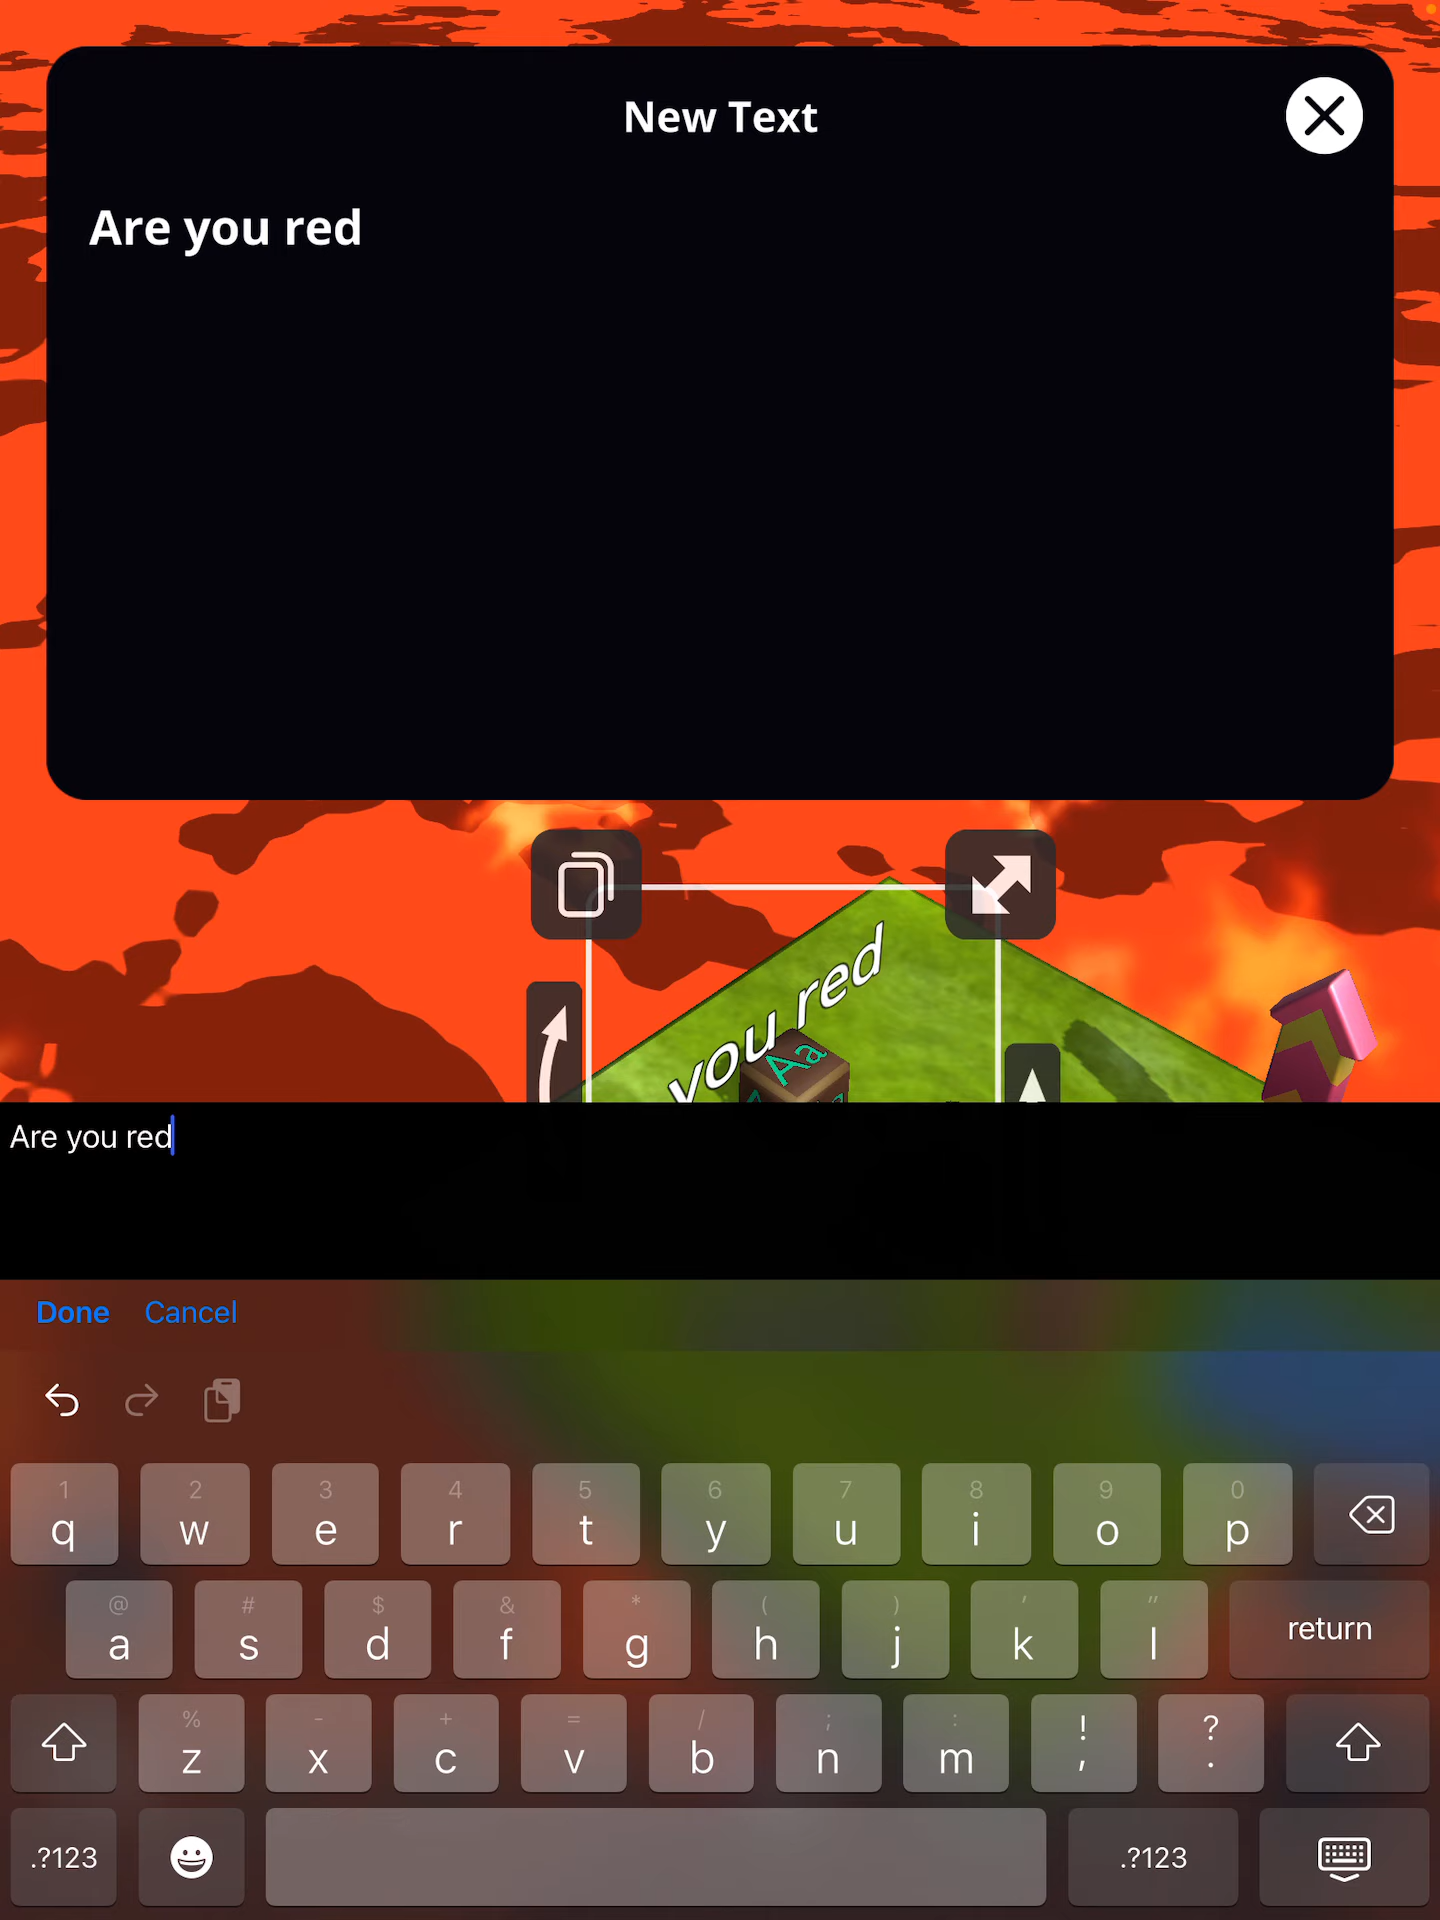 New Text
Are you red
you red
Aa
Are you red
Done Cancel
1 2 3 4 5 6 7 8 9 0
q w e r t y u i o p
@ # $ & * ( ) ' "
a s d f g h j k l return
% - + = / ; : ! ?
z x c v b n m , .
.?123 .?123